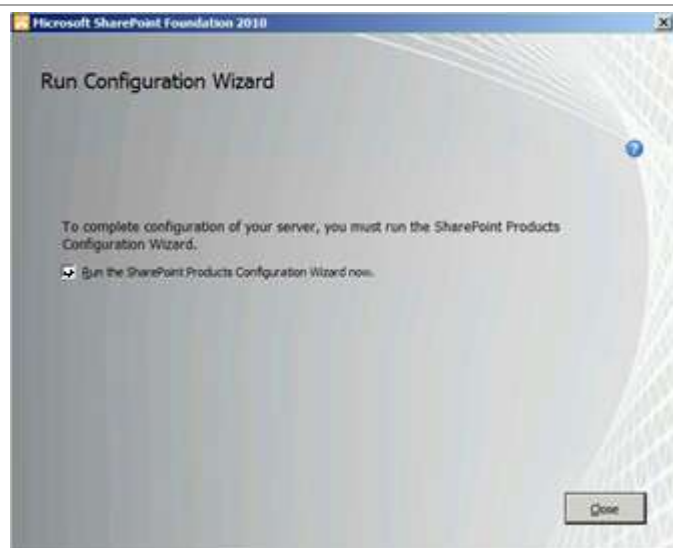 Microsoft SharePoint Foundation 2010
Run Configuration Wizard
?
To complete configuration of your server, you must run the SharePoint Products
Configuration Wizard.
Run the SharePoint Products Configuration Wizard now.
Close